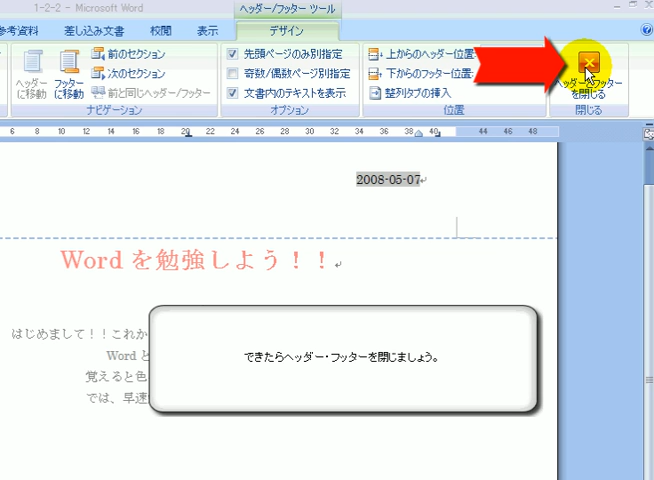 1-2-2 - Microsoft Word
ヘッダー/フッター ツール
参考資料 差し込み文書 校閲 表示 デザイン
ヘッダーに移動
フッターに移動
前のセクション
次のセクション
前と同じヘッダー/フッター
ナビゲーション
先頭ページのみ別指定
奇数/偶数ページ別指定
文書内のテキストを表示
オプション
上からのヘッダー位置:
下からのフッター位置:
整列タブの挿入
位置
ヘッダーとフッター
を閉じる
閉じる
6 8 10 12 14 16 18 20 22 24 26 28 30 32 34 36 38 40 44 46 48
2008-05-07
Word を勉強しよう！！
はじめまして！！これか
Word と
覚えると色
では、早速
できたらヘッダー・フッターを閉じましょう。